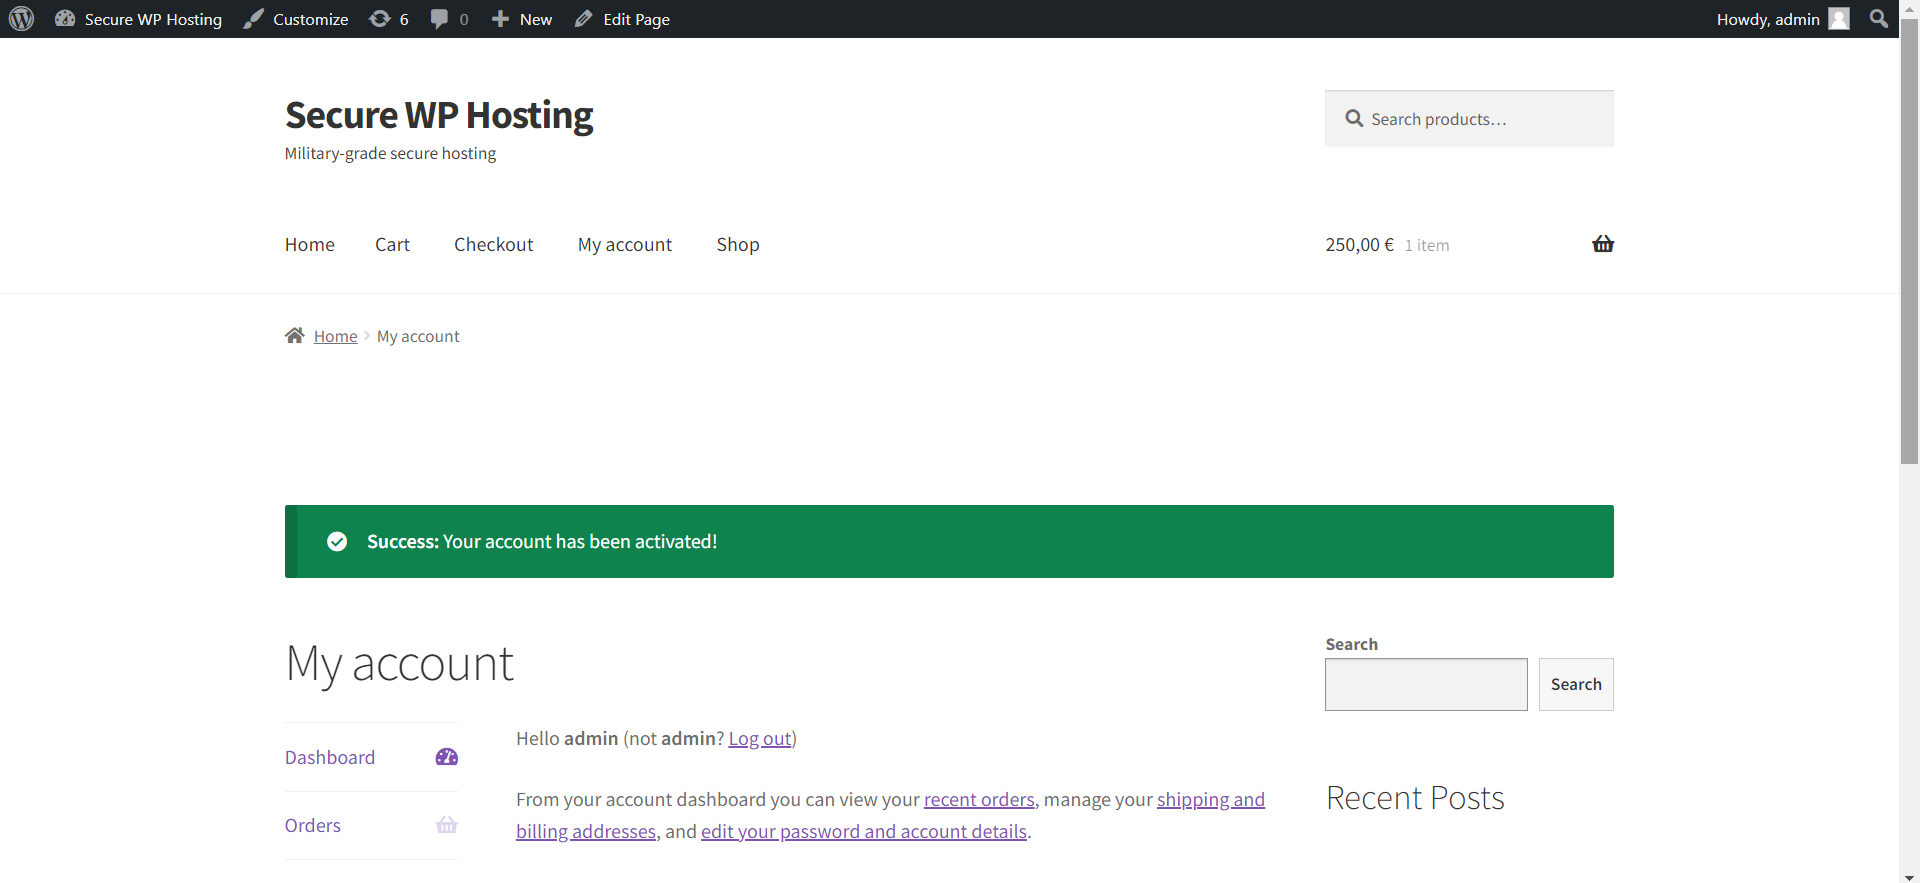 Secure WP Hosting Customize 6 0 New Edit Page Howdy, admin
Secure WP Hosting
Military-grade secure hosting
Search products…
Home Cart Checkout My account Shop 250,00 € 1 item
Home My account
Success: Your account has been activated!
My account
Dashboard
Orders
Hello admin (not admin? Log out)
From your account dashboard you can view your recent orders, manage your shipping and
billing addresses, and edit your password and account details.
Search
Search
Recent Posts